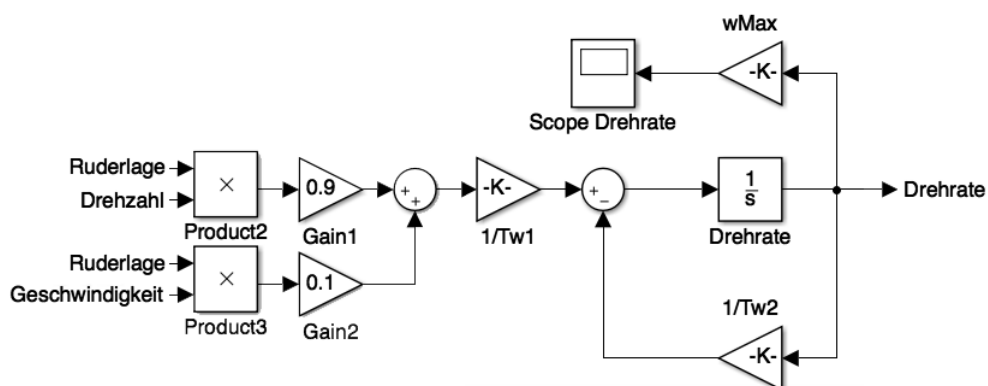 wMax
-K-
Scope Drehrate
Ruderlage
Drehzahl
×
Product2
0.9
Gain1
+
+
-K-
1/Tw1
+
−
1
s
Drehrate
Drehrate
Ruderlage
Geschwindigkeit
×
Product3
0.1
Gain2
1/Tw2
-K-